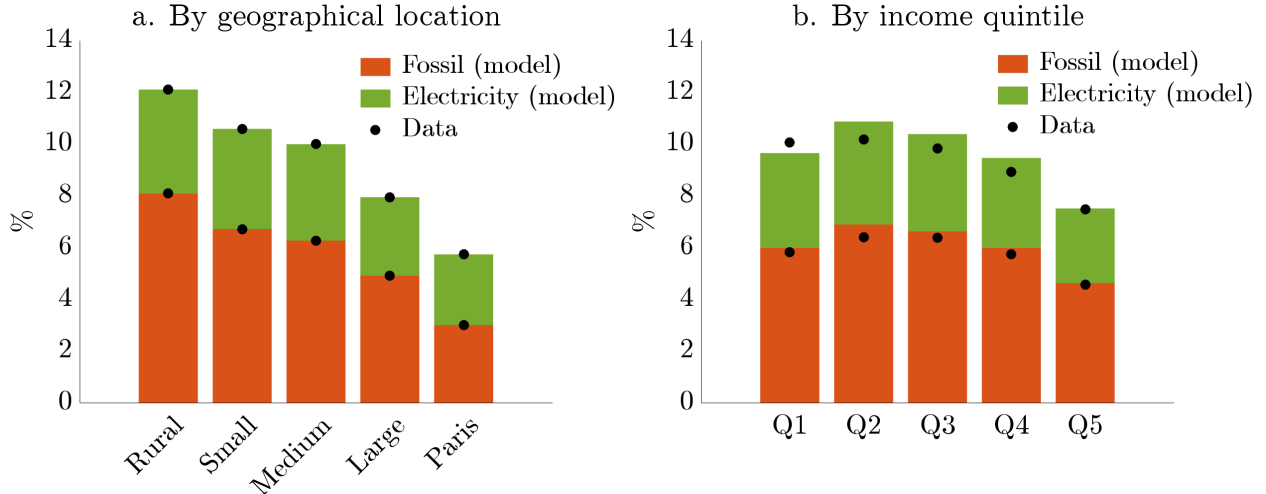 a. By geographical location
14
12
10
8
6
4
2
0
%
Fossil (model)
Electricity (model)
Data
Rural
Small
Medium
Large
Paris
b. By income quintile
14
12
10
8
6
4
2
0
%
Fossil (model)
Electricity (model)
Data
Q1 Q2 Q3 Q4 Q5